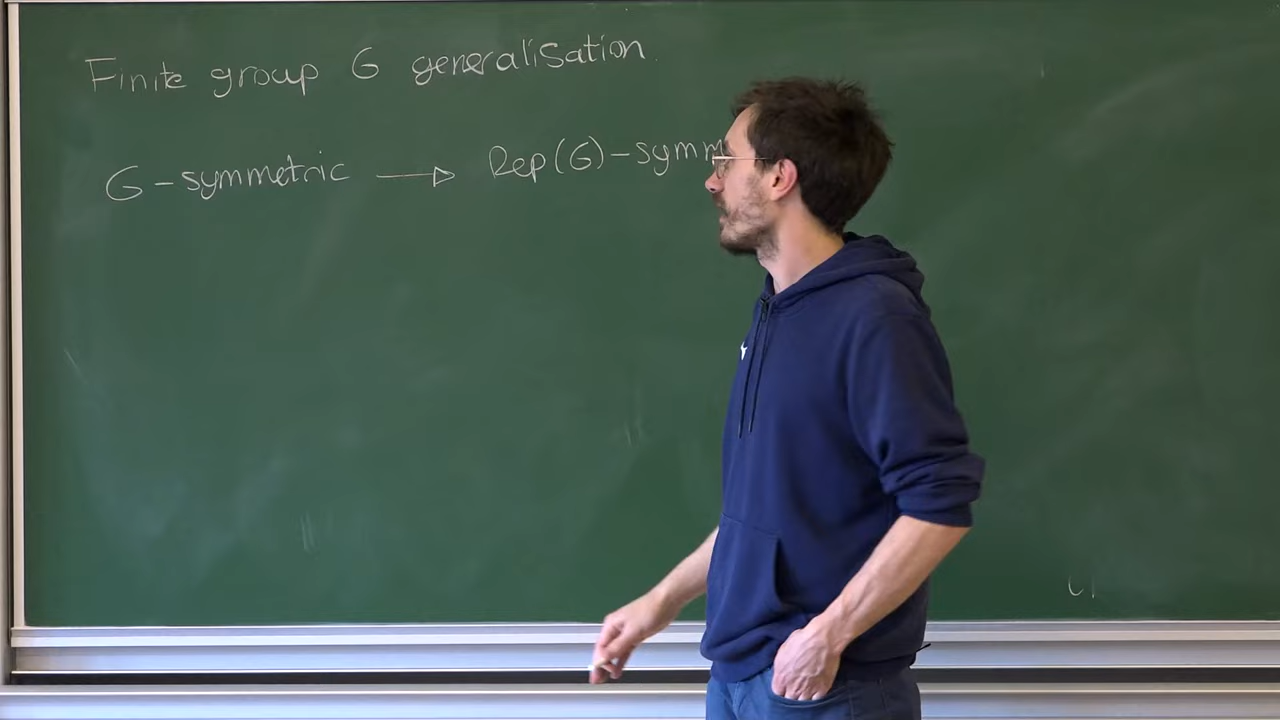 Finite group G generalisation.
G-symmetric → Rep(G)-symm